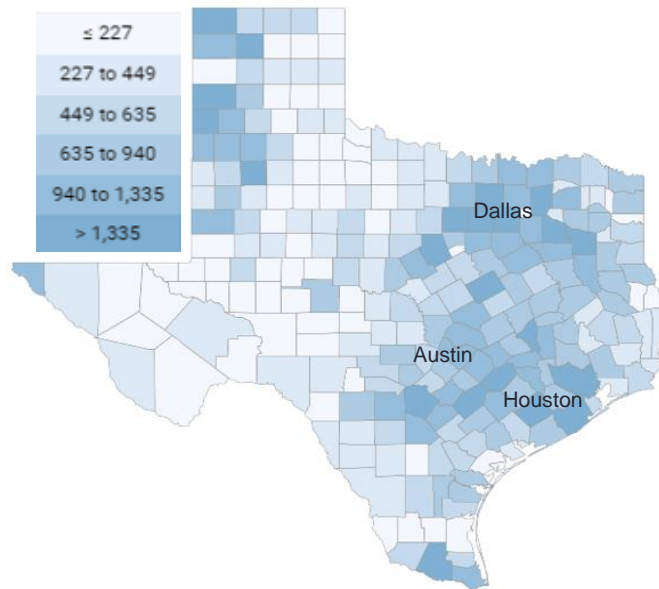 ≤ 227
227 to 449
449 to 635
635 to 940
940 to 1,335
> 1,335
Dallas
Austin
Houston